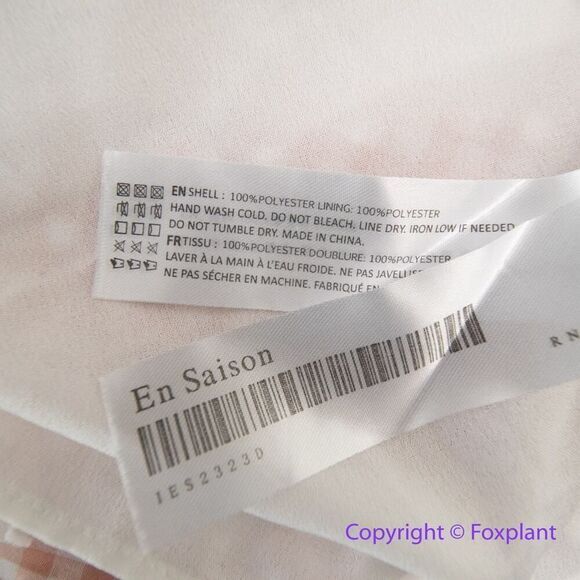 EN SHELL : 100%POLYESTER LINING: 100%POLYESTER
HAND WASH COLD. DO NOT BLEACH. LINE DRY. IRON LOW IF NEEDED
DO NOT TUMBLE DRY. MADE IN CHINA.
FR TISSU : 100%POLYESTER DOUBLURE: 100%POLYESTER
LAVER À LA MAIN À L'EAU FROIDE. NE PAS JAVELLISE
NE PAS SÉCHER EN MACHINE. FABRIQUÉ EN
En Saison
RN
1ES2323D
Copyright © Foxplant